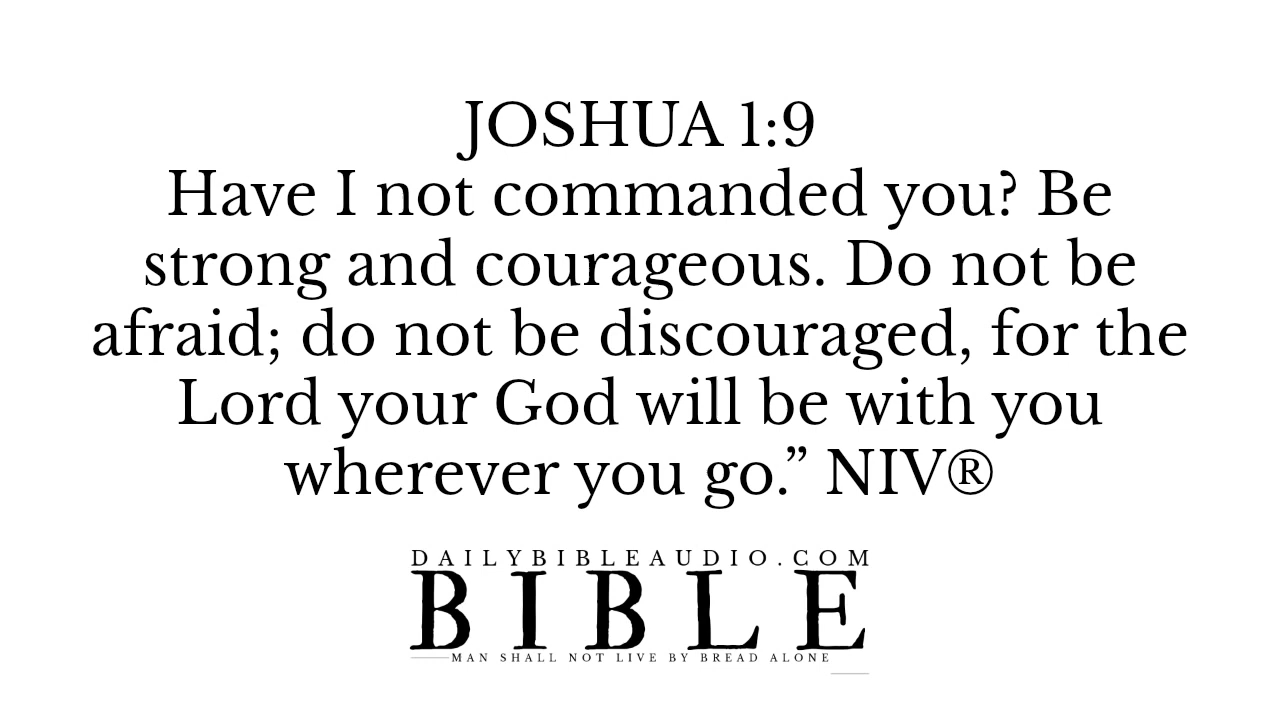 JOSHUA 1:9
Have I not commanded you? Be
strong and courageous. Do not be
afraid; do not be discouraged, for the
Lord your God will be with you
wherever you go.” NIV®
DAILYBIBLEAUDIO.COM
BIBLE
MAN SHALL NOT LIVE BY BREAD ALONE